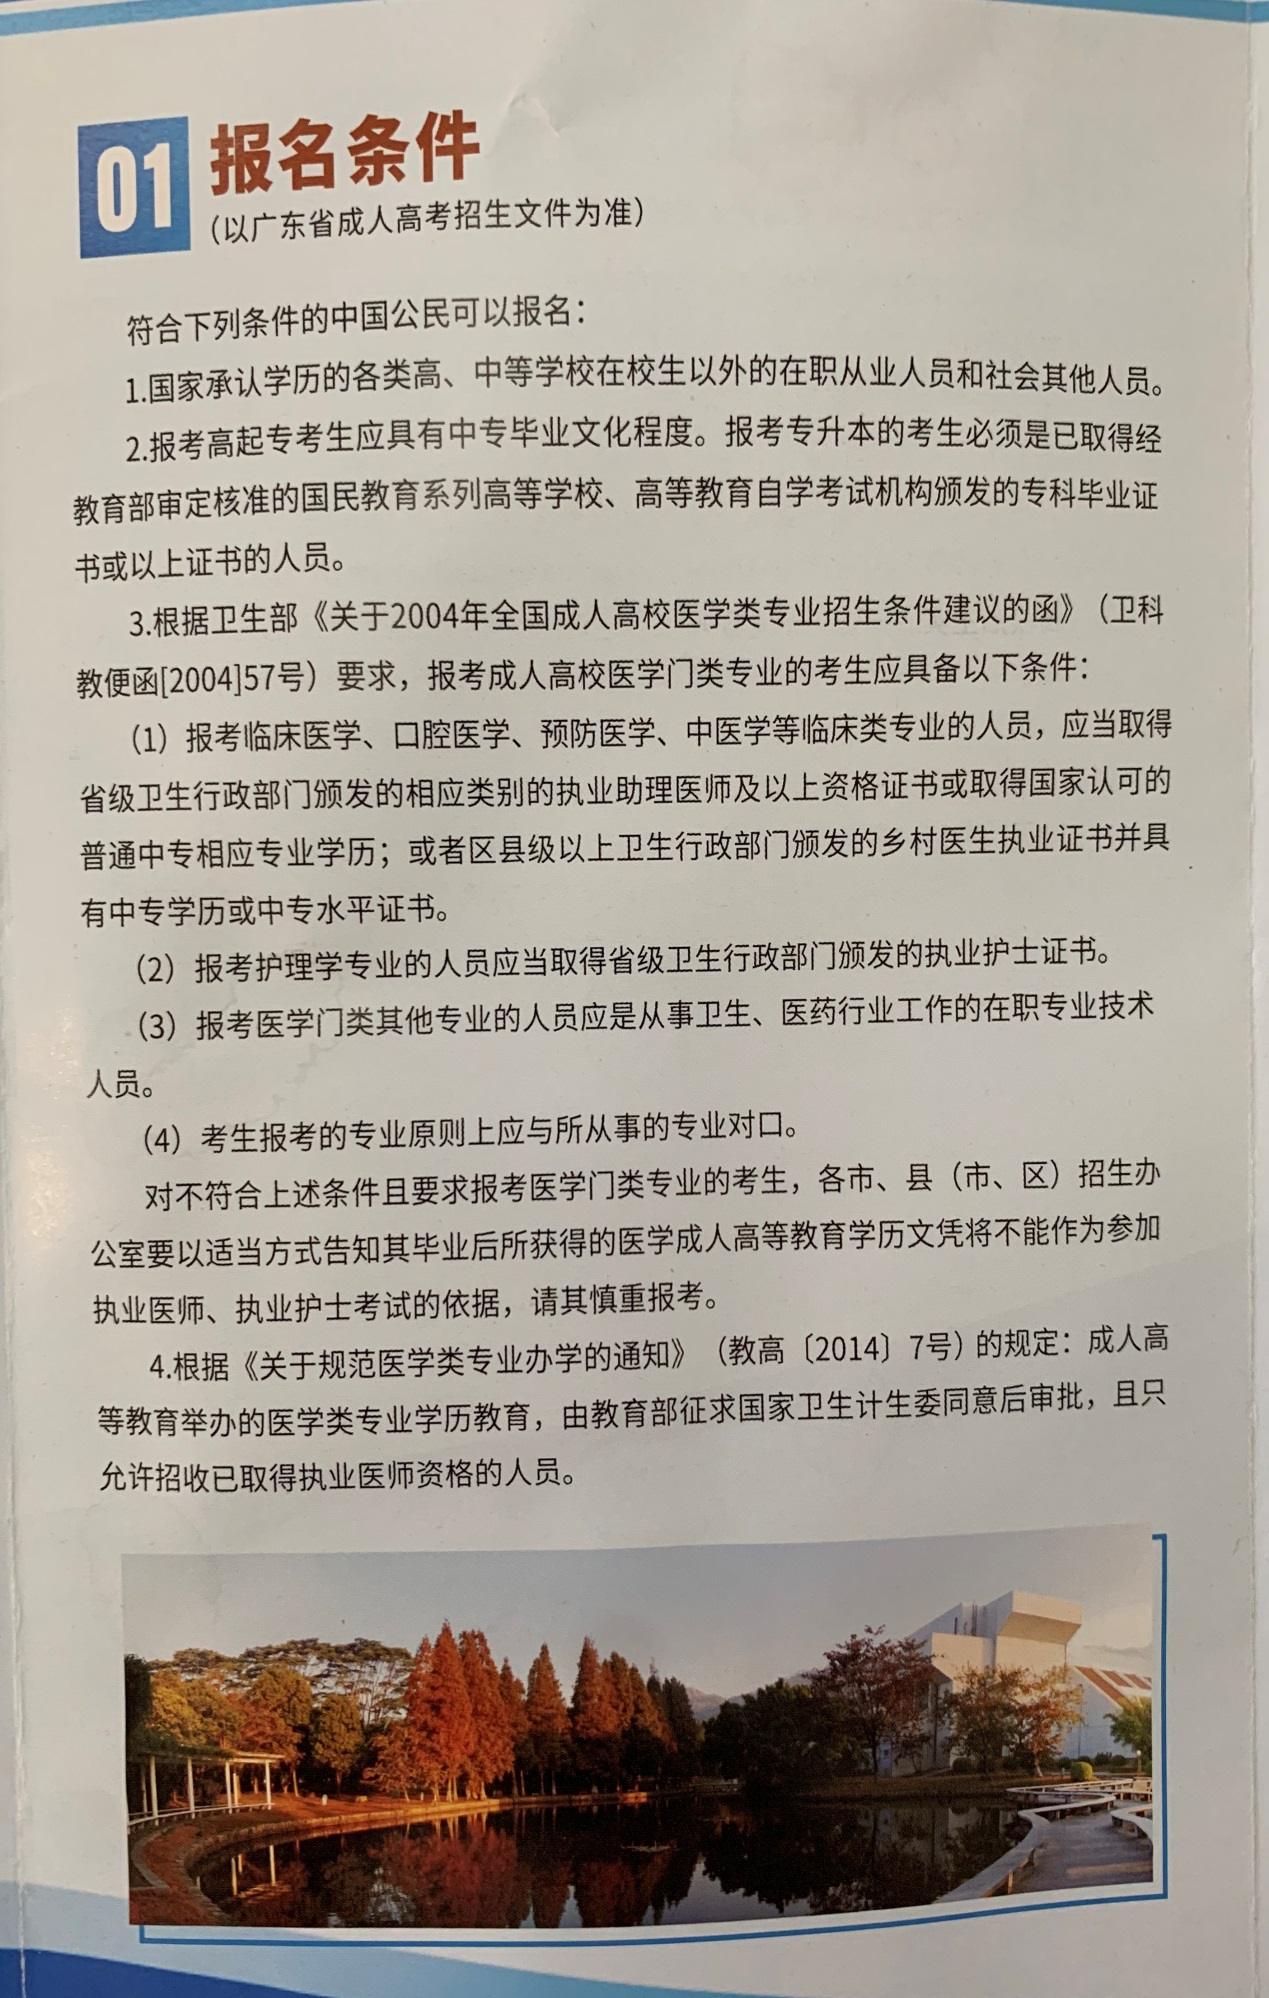 01
报名条件
（以广东省成人高考招生文件为准）
符合下列条件的中国公民可以报名：
1.国家承认学历的各类高、中等学校在校生以外的在职从业人员和社会其他人员。
2.报考高起专考生应具有中专毕业文化程度。报考专升本的考生必须是已取得经
教育部审定核准的国民教育系列高等学校、高等教育自学考试机构颁发的专科毕业证
书或以上证书的人员。
3.根据卫生部《关于2004年全国成人高校医学类专业招生条件建议的函》（卫科
教便函[2004]57号）要求，报考成人高校医学门类专业的考生应具备以下条件：
（1）报考临床医学、口腔医学、预防医学、中医学等临床类专业的人员，应当取得
省级卫生行政部门颁发的相应类别的执业助理医师及以上资格证书或取得国家认可的
普通中专相应专业学历；或者区县级以上卫生行政部门颁发的乡村医生执业证书并具
有中专学历或中专水平证书。
（2）报考护理学专业的人员应当取得省级卫生行政部门颁发的执业护士证书。
（3）报考医学门类其他专业的人员应是从事卫生、医药行业工作的在职专业技术
人员。
（4）考生报考的专业原则上应与所从事的专业对口。
对不符合上述条件且要求报考医学门类专业的考生，各市、县（市、区）招生办
公室要以适当方式告知其毕业后所获得的医学成人高等教育学历文凭将不能作为参加
执业医师、执业护士考试的依据，请其慎重报考。
4.根据《关于规范医学类专业办学的通知》（教高〔2014〕7号）的规定：成人高
等教育举办的医学类专业学历教育，由教育部征求国家卫生计生委同意后审批，且只
允许招收已取得执业医师资格的人员。